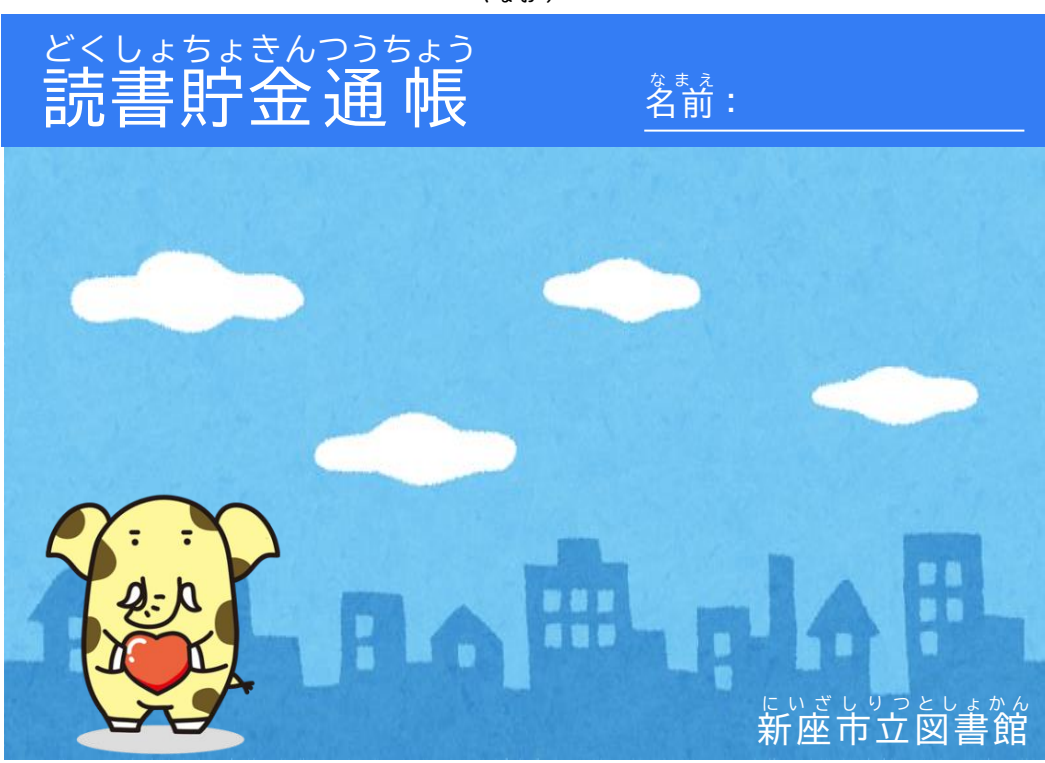 どくしょちょきんつうちょう
読書貯金通帳
なまえ
名前：
にいざしりつとしょかん
新座市立図書館